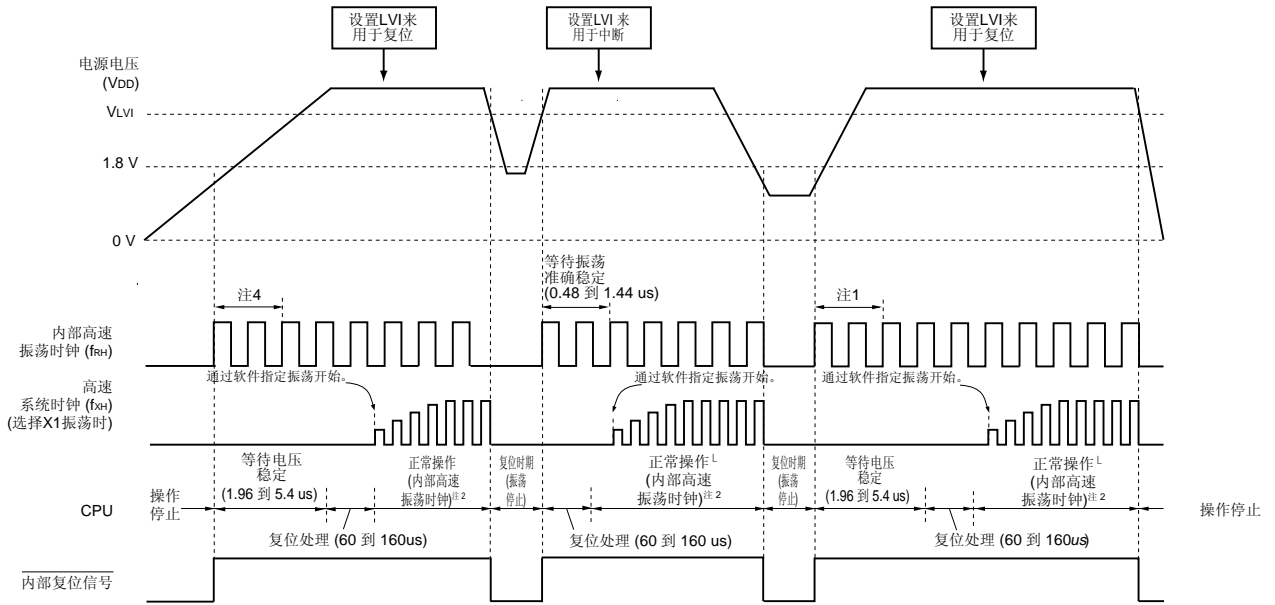 设置LVI来
用于复位
设置LVI 来
用于中断
设置LVI来
用于复位
电源电压
(VDD)
VLVI
1.8 V
0 V
等待振荡
准确稳定
(0.48 到 1.44 us)
注4
注1
内部高速
振荡时钟 (fRH)
通过软件指定振荡开始。
通过软件指定振荡开始。
通过软件指定振荡开始。
高速
系统时钟 (fXH)
(选择X1振荡时)
等待电压
稳定
(1.96 到 5.4 us)
正常操作
(内部高速
振荡时钟)注 2
复位时期
(振荡
停止)
正常操作└
(内部高速
振荡时钟)注 2
复位时期
(振荡
停止)
等待电压
稳定
(1.96 到 5.4 us)
正常操作└
(内部高速
振荡时钟)注 2
CPU
操作
停止
操作停止
复位处理 (60 到 160us)
复位处理 (60 到 160 us)
复位处理 (60 到 160us)
内部复位信号